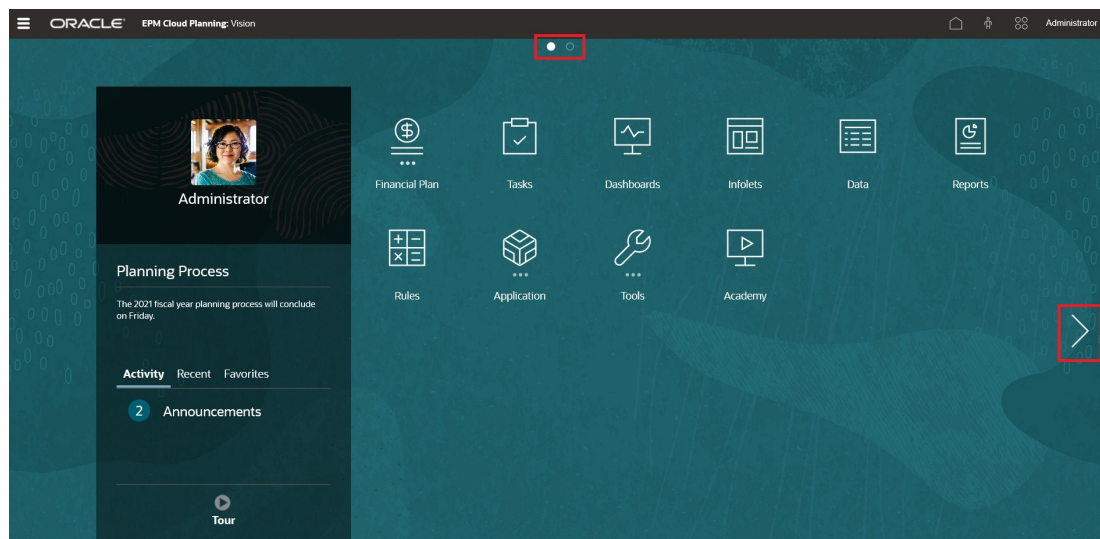 ORACLE® EPM Cloud Planning: Vision Administrator
Administrator
Financial Plan Tasks Dashboards Infolets Data Reports
Rules Application Tools Academy
Planning Process
The 2021 fiscal year planning process will conclude
on Friday.
Activity Recent Favorites
2 Announcements
Tour